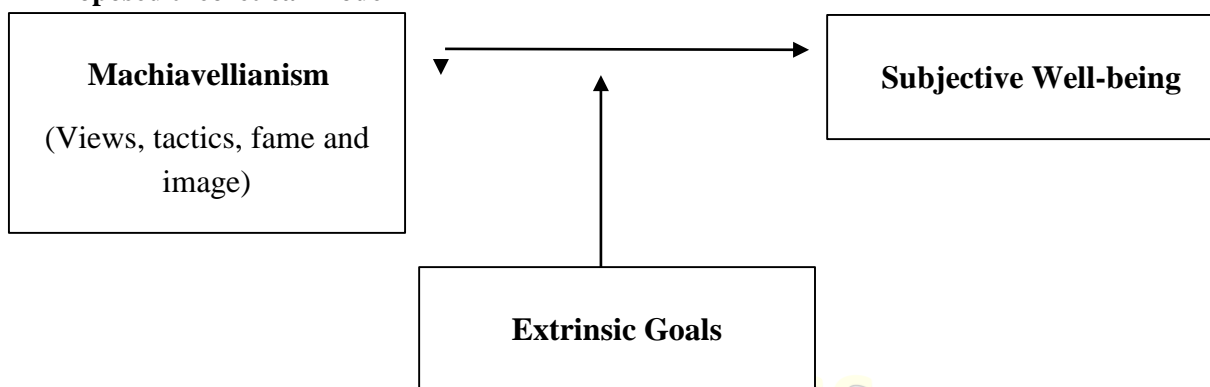 Machiavellianism
(Views, tactics, fame and
image)
Subjective Well-being
Extrinsic Goals